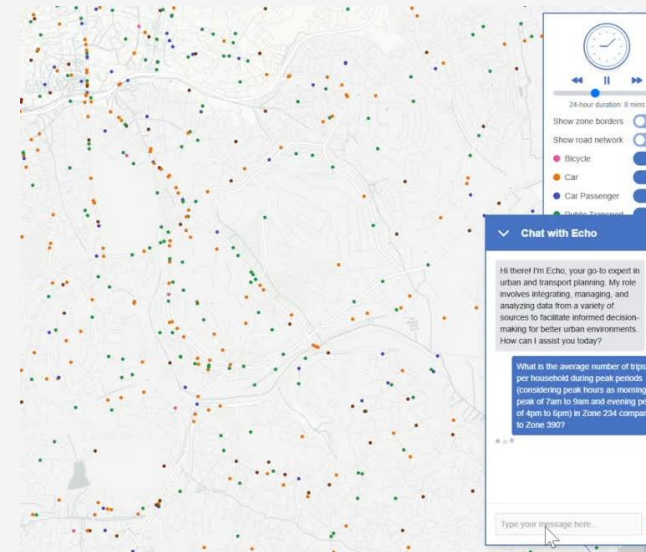 24-hour duration: 8 mins
Show zone borders
Show road network
Bicycle
Car
Car Passenger
Public Transport
Chat with Echo
Hi there! I'm Echo, your go-to expert in
urban and transport planning. My role
involves integrating, managing, and
analyzing data from a variety of
sources to facilitate informed decision-
making for better urban environments.
How can I assist you today?
What is the average number of trips
per household during peak periods
(considering peak hours as morning
peak of 7am to 9am and evening pe
of 4pm to 6pm) in Zone 234 compar
to Zone 390?
Type your message here..